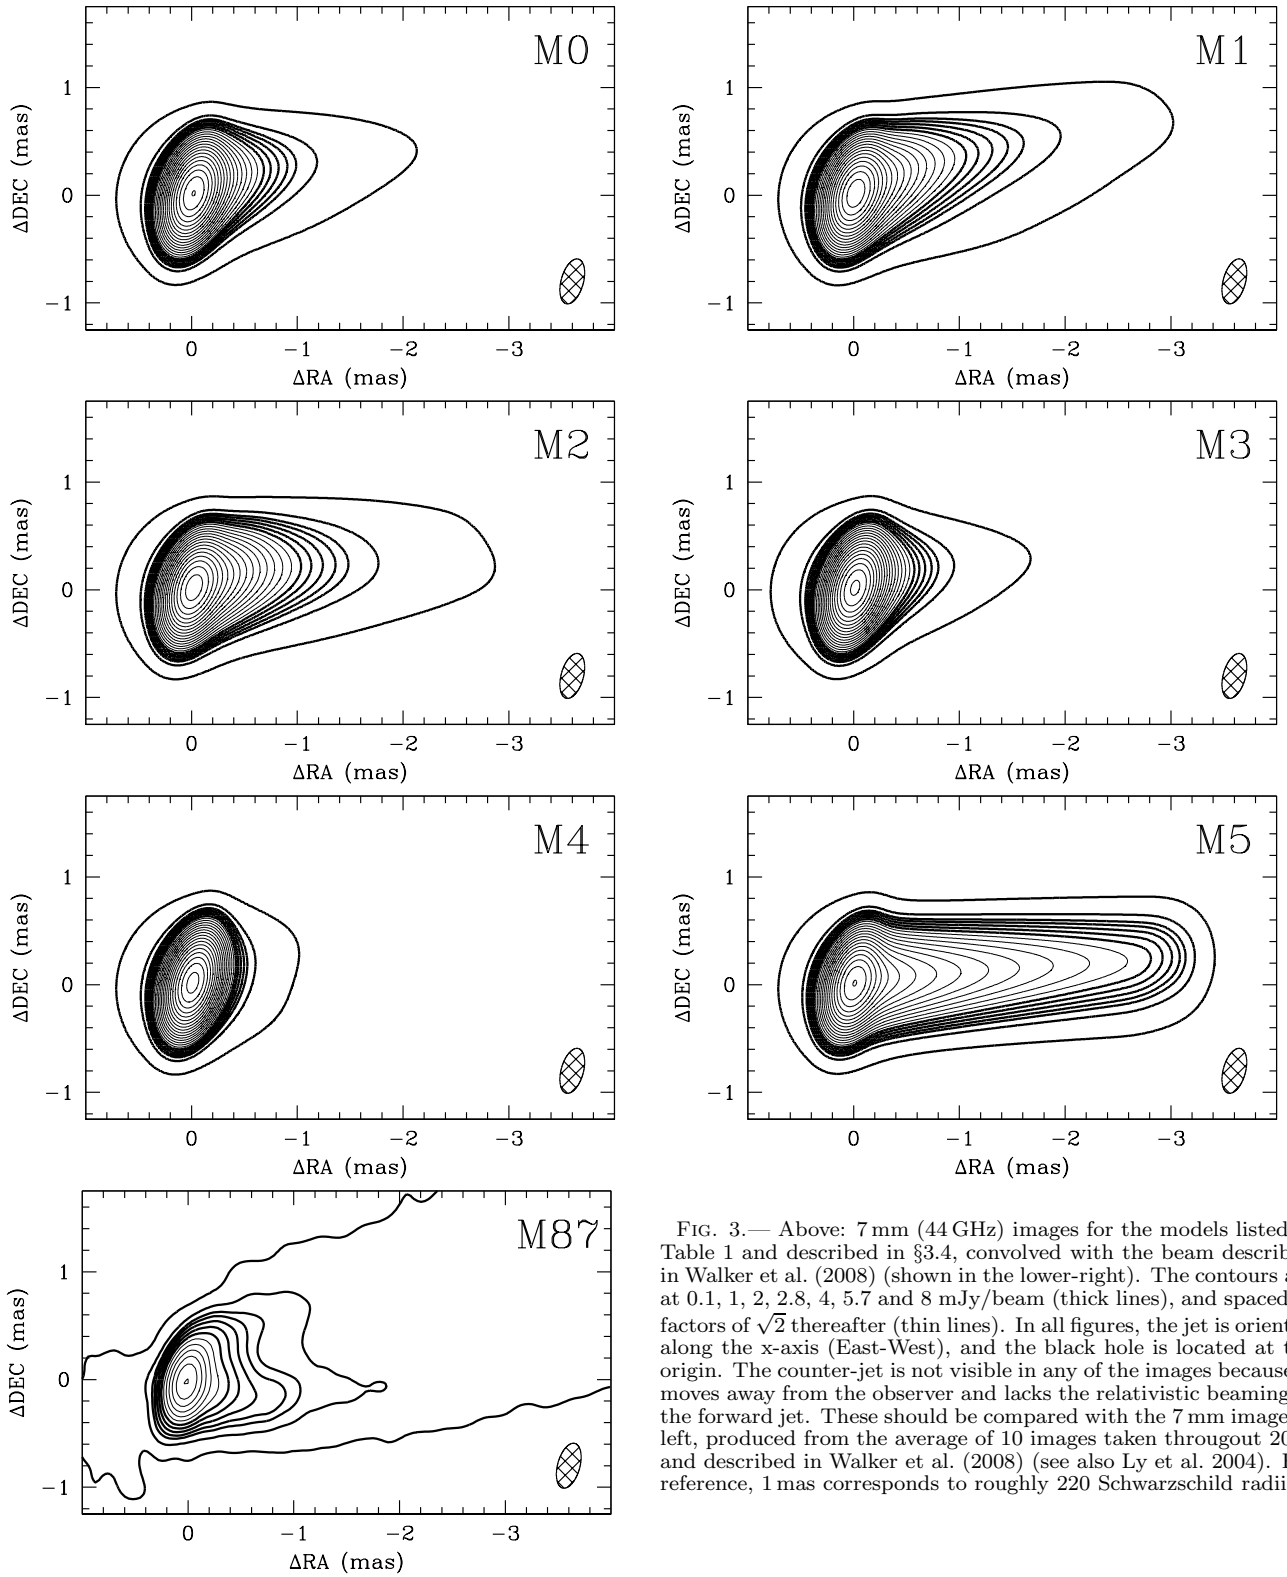 M0
M1
1
0
−1
ΔDEC (mas)
0 −1 −2 −3
ΔRA (mas)
1
0
−1
ΔDEC (mas)
0 −1 −2 −3
ΔRA (mas)
M2
M3
1
0
−1
ΔDEC (mas)
0 −1 −2 −3
ΔRA (mas)
1
0
−1
ΔDEC (mas)
0 −1 −2 −3
ΔRA (mas)
M4
M5
1
0
−1
ΔDEC (mas)
0 −1 −2 −3
ΔRA (mas)
1
0
−1
ΔDEC (mas)
0 −1 −2 −3
ΔRA (mas)
M87
1
0
−1
ΔDEC (mas)
0 −1 −2 −3
ΔRA (mas)
FIG. 3.— Above: 7 mm (44 GHz) images for the models listed
Table 1 and described in §3.4, convolved with the beam describ
in Walker et al. (2008) (shown in the lower-right). The contours a
at 0.1, 1, 2, 2.8, 4, 5.7 and 8 mJy/beam (thick lines), and spaced
factors of √2 thereafter (thin lines). In all figures, the jet is orient
along the x-axis (East-West), and the black hole is located at t
origin. The counter-jet is not visible in any of the images because
moves away from the observer and lacks the relativistic beaming
the forward jet. These should be compared with the 7 mm image
left, produced from the average of 10 images taken througout 20
and described in Walker et al. (2008) (see also Ly et al. 2004). 
reference, 1 mas corresponds to roughly 220 Schwarzschild radii